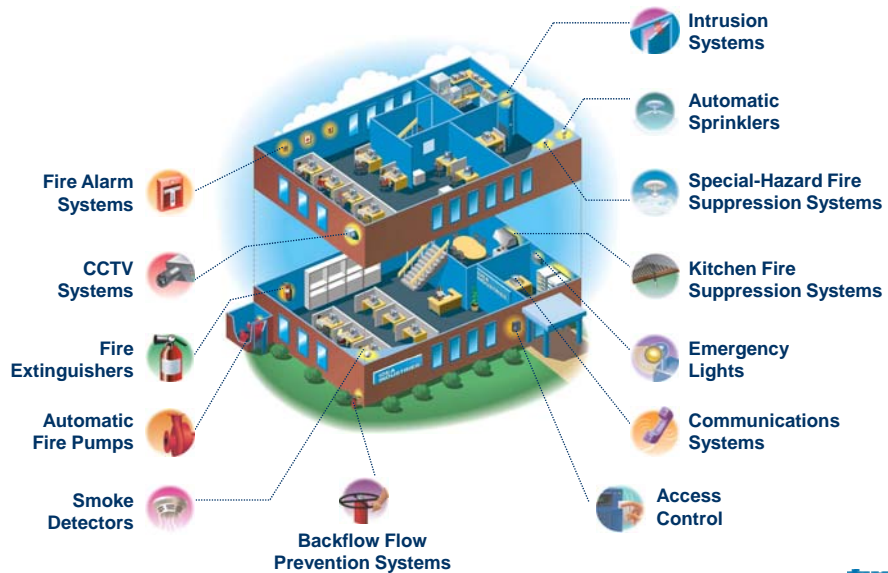 Intrusion
Systems
Automatic
Sprinklers
Fire Alarm
Systems
Special-Hazard Fire
Suppression Systems
CCTV
Systems
Kitchen Fire
Suppression Systems
Fire
Extinguishers
Emergency
Lights
Automatic
Fire Pumps
Communications
Systems
Smoke
Detectors
Access
Control
Backflow Flow
Prevention Systems